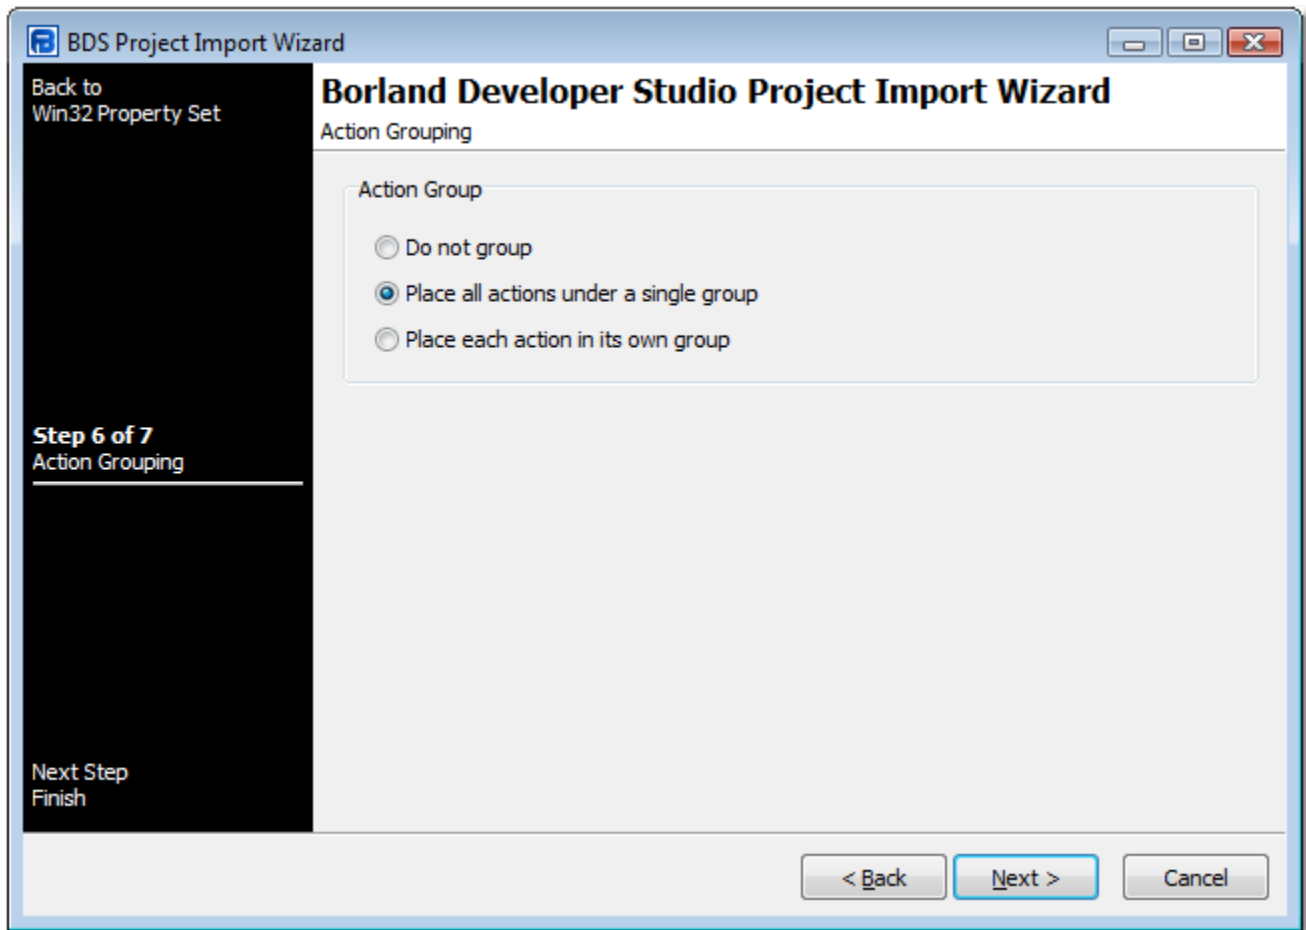 BDS Project Import Wizard
Back to
Win32 Property Set
Borland Developer Studio Project Import Wizard
Action Grouping
Action Group
Do not group
Place all actions under a single group
Place each action in its own group
Step 6 of 7
Action Grouping
Next Step
Finish
< Back
Next >
Cancel